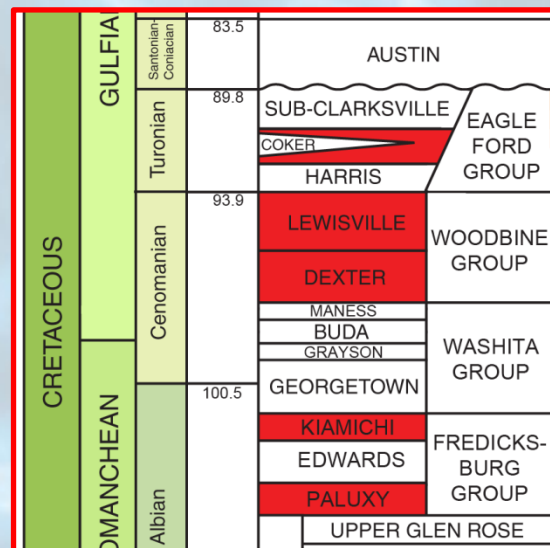 CRETACEOUS
GULFIA
OMANCHEAN
Santonian-
Coniacian
Turonian
Cenomanian
Albian
83.5
89.8
93.9
100.5
AUSTIN
SUB-CLARKSVILLE
COKER
HARRIS
LEWISVILLE
DEXTER
MANESS
BUDA
GRAYSON
GEORGETOWN
KIAMICHI
EDWARDS
PALUXY
UPPER GLEN ROSE
EAGLE
FORD
GROUP
WOODBINE
GROUP
WASHITA
GROUP
FREDICKS-
BURG
GROUP